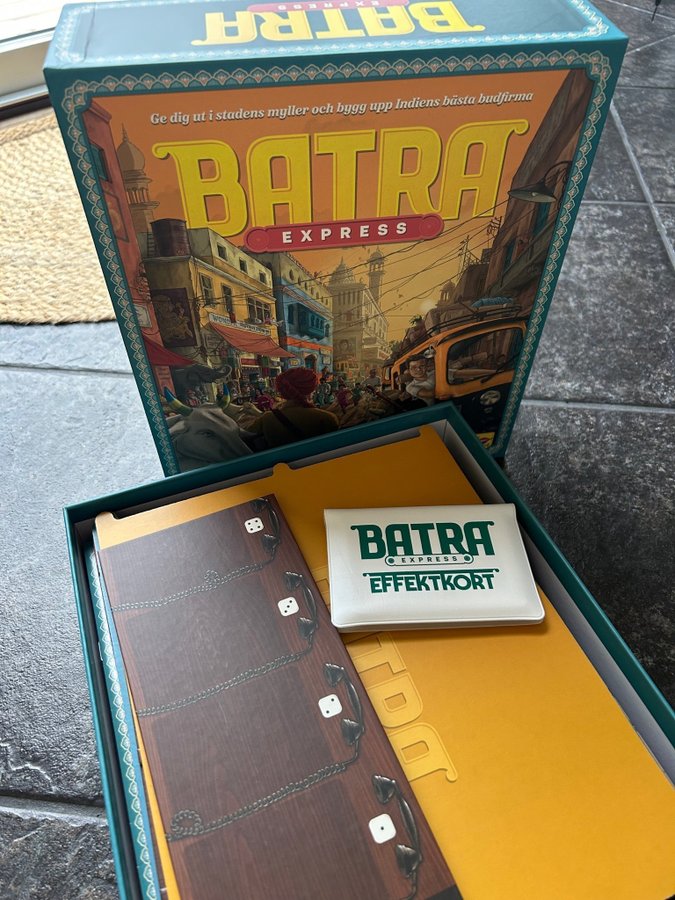 BATRA
EXPRESS
Ge dig ut i stadens myller och bygg upp Indiens bästa budfirma
BATRA
EXPRESS
BATRA
EXPRESS
EFFEKTKORT